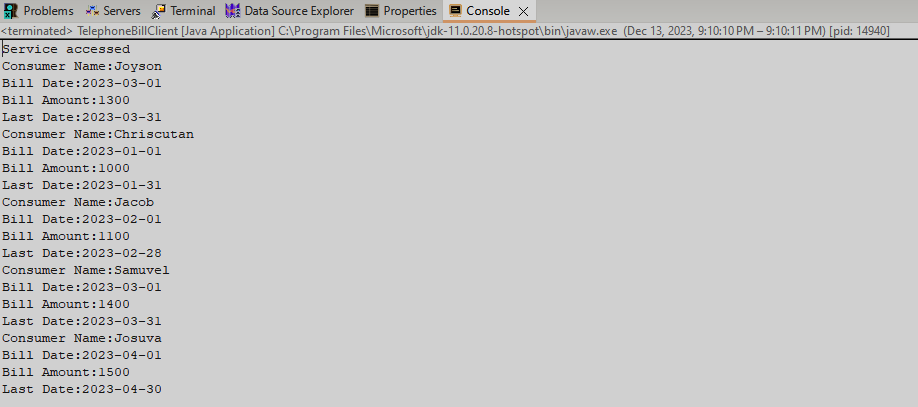 Problems Servers Terminal Data Source Explorer Properties Console
<terminated> TelephoneBillClient [Java Application] C:\Program Files\Microsoft\jdk-11.0.20.8-hotspot\bin\javaw.exe (Dec 13, 2023, 9:10:10 PM – 9:10:11 PM) [pid: 14940]
Service accessed
Consumer Name:Joyson
Bill Date:2023-03-01
Bill Amount:1300
Last Date:2023-03-31
Consumer Name:Chriscutan
Bill Date:2023-01-01
Bill Amount:1000
Last Date:2023-01-31
Consumer Name:Jacob
Bill Date:2023-02-01
Bill Amount:1100
Last Date:2023-02-28
Consumer Name:Samuvel
Bill Date:2023-03-01
Bill Amount:1400
Last Date:2023-03-31
Consumer Name:Josuva
Bill Date:2023-04-01
Bill Amount:1500
Last Date:2023-04-30